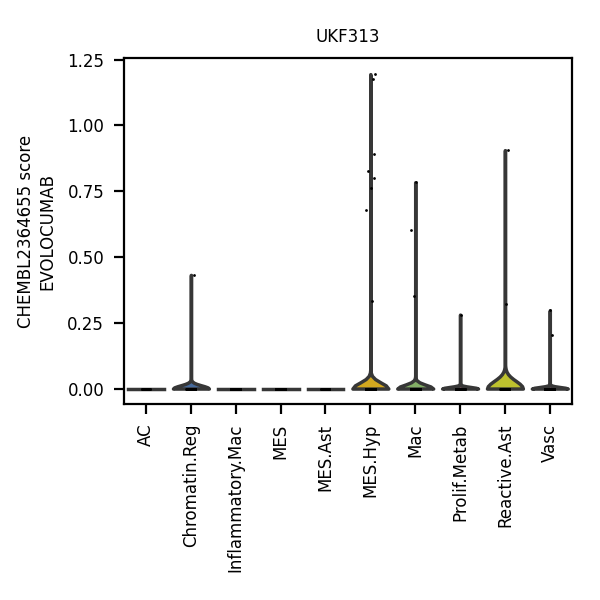 UKF313
CHEMBL2364655 score
EVOLOCUMAB
1.25
1.00
0.75
0.50
0.25
0.00
AC
Chromatin.Reg
Inflammatory.Mac
MES
MES.Ast
MES.Hyp
Mac
Prolif.Metab
Reactive.Ast
Vasc